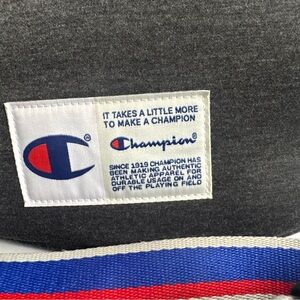 IT TAKES A LITTLE MORE
TO MAKE A CHAMPION
Champion®
SINCE 1919 CHAMPION HAS
BEEN MAKING AUTHENTIC
ATHLETIC APPAREL FOR
DURABLE USAGE ON AND
OFF THE PLAYING FIELD
C®